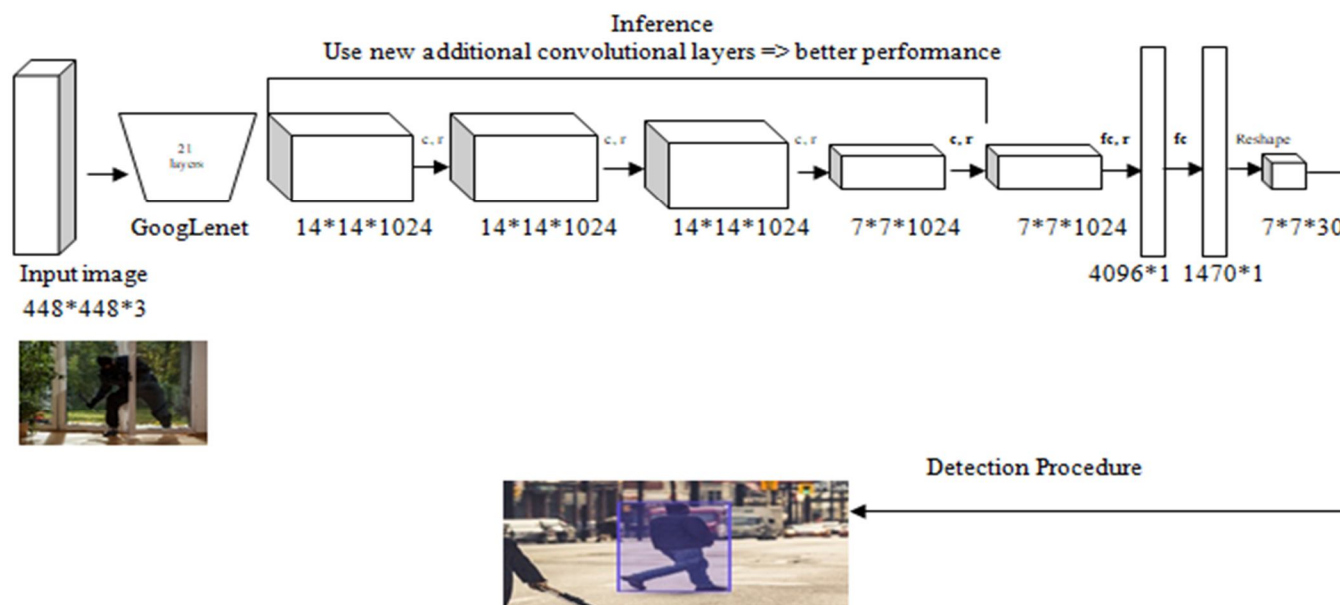 Inference
Use new additional convolutional layers => better performance
21
layers
c, r
c, r
c, r
c, r
fc, r
fc
Reshape
GoogLenet
14*14*1024
14*14*1024
14*14*1024
7*7*1024
7*7*1024
7*7*30
Input image
448*448*3
4096*1
1470*1
Detection Procedure